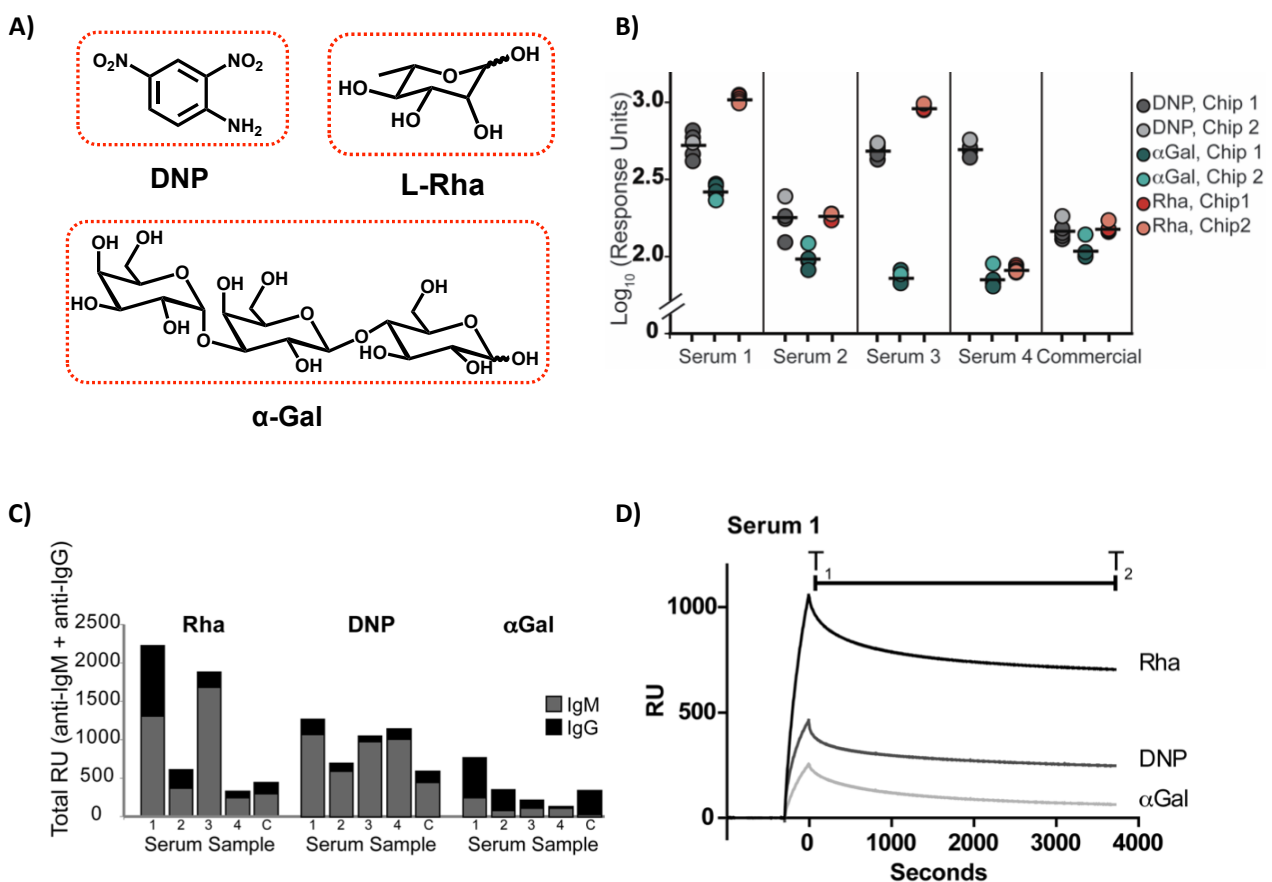 A)
NO₂
NO₂
NH₂
DNP
OH
O
HO
HO
OH
L-Rha
OH
OH
O
HO
OH
O
OH
OH
O
OH
O
OH
O
HO
OH
OH
α-Gal
B)
Log₁₀ (Response Units)
3.0
2.5
2.0
0
Serum 1
Serum 2
Serum 3
Serum 4
Commercial
DNP, Chip 1
DNP, Chip 2
αGal, Chip 1
αGal, Chip 2
Rha, Chip1
Rha, Chip2
C)
Total RU (anti-IgM + anti-IgG)
2500
2000
1500
1000
500
0
Rha
DNP
αGal
IgM
IgG
1 2 3 4 C
1 2 3 4 C
1 2 3 4 C
Serum Sample
Serum Sample
Serum Sample
D)
Serum 1
1
2
RU
1000
500
0
Rha
DNP
αGal
0 1000 2000 3000 4000
Seconds